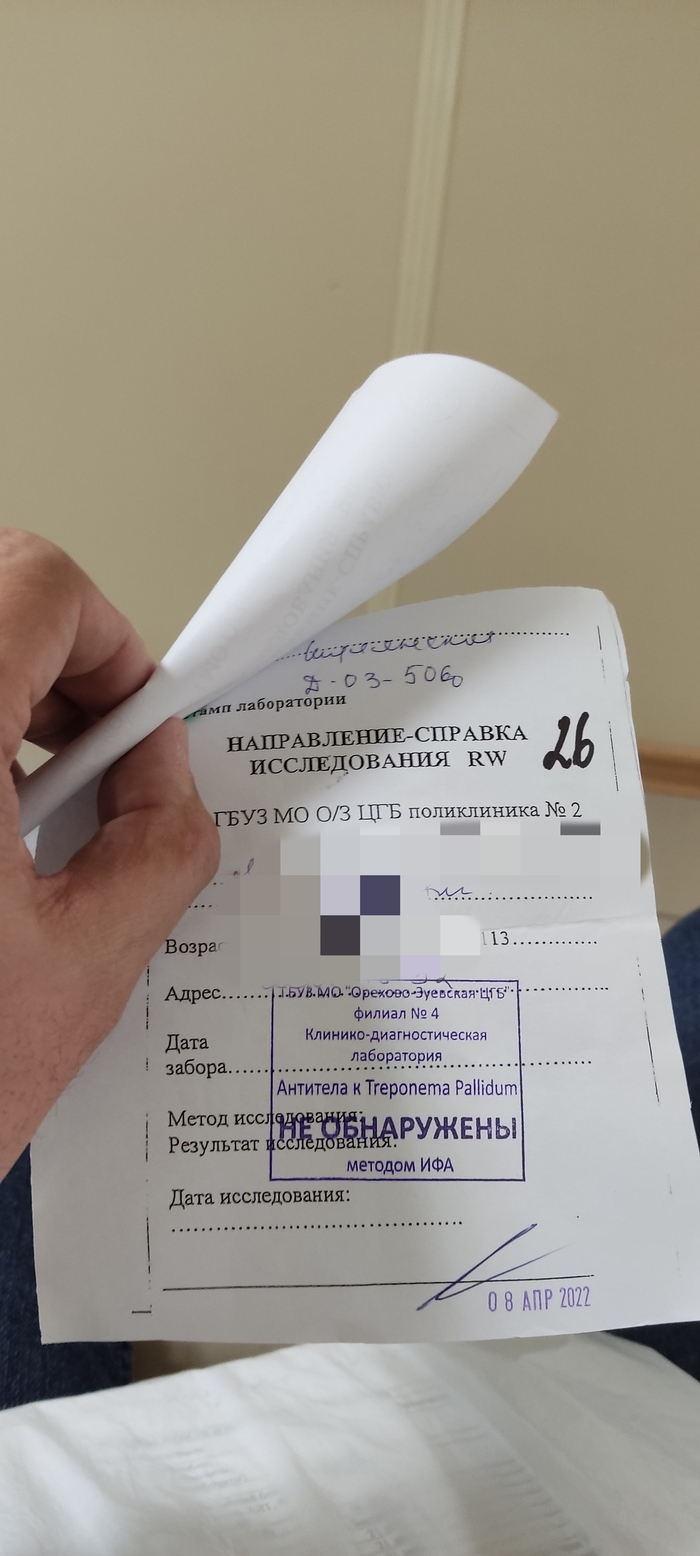 Д-03-5060
тамп лаборатории
НАПРАВЛЕНИЕ-СПРАВКА
ИССЛЕДОВАНИЯ RW
26
ГБУЗ МО О/З ЦГБ поликлиника № 2
Возра
113
Адрес
ГБУЗ МО "Орехово-Зуевская ЦГБ"
филиал № 4
Клинико-диагностическая
лаборатория
Дата
забора
Антитела к Treponema Pallidum
Метод исследования:
НЕ ОБНАРУЖЕНЫ
Результат исследования:
методом ИФА
Дата исследования:
08 АПР 2022